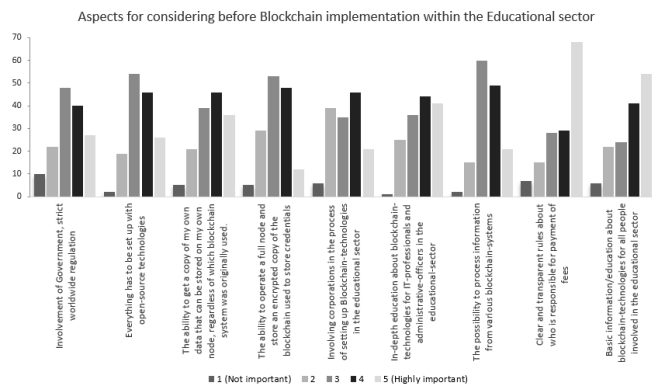 Aspects for considering before Blockchain implementation within the Educational sector
70
60
50
40
30
20
10
0
Involvement of Government, strict
worldwide regulation
Everything has to be set up with
open-source technologies
The ability to get a copy of my own
data that can be stored on my own
node, regardless of which blockchain
system was originally used.
The ability to operate a full node and
store an encrypted copy of the
blockchain used to store credentials
Involving corporations in the process
of setting up Blockchain-technologies
in the educational sector
In-depth education about blockchain-
technologies for IT-professionals and
administrative-officers in the
educational-sector
The possibility to process information
from various blockchain-systems
Clear and transparent rules about
who is responsible for payment of
fees
Basic information/education about
blockchain-technologies for all people
involved in the educational sector
1 (Not important) 2 3 4 5 (Highly important)